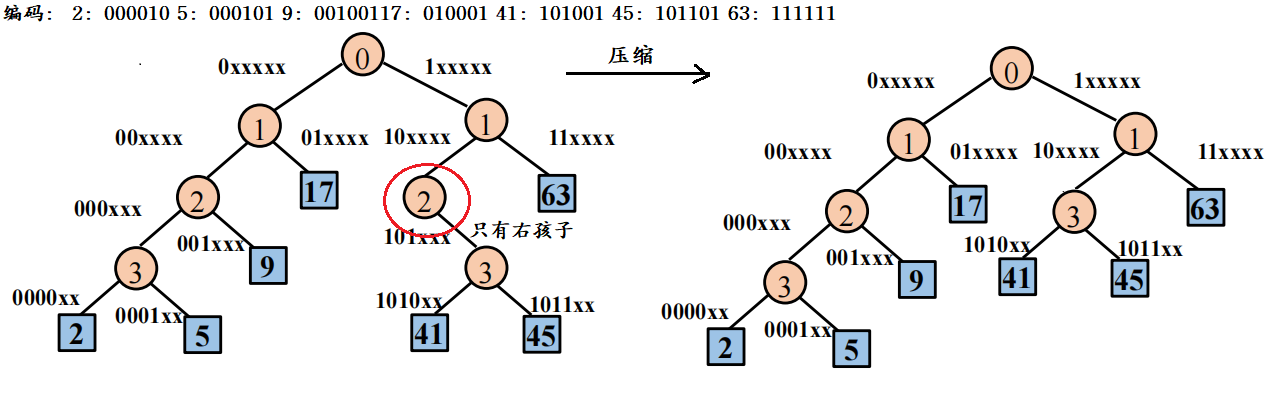 编码: 2: 000010 5: 000101 9: 00100117: 010001 41: 101001 45: 101101 63: 111111
0 压缩 0
0xxxxx 1xxxxx 0xxxxx 1xxxxx
1 1 1 1
00xxxx 01xxxx 10xxxx 11xxxx 00xxxx 01xxxx 10xxxx 11xxxx
2 17 2 63 2 17 3 63
000xxx 001xxx 101xxx 只有右孩子 000xxx 001xxx 1010xx 1011xx
3 9 3 3 9 41 45
0000xx 0001xx 1010xx 1011xx 0000xx 0001xx
2 5 41 45 2 5